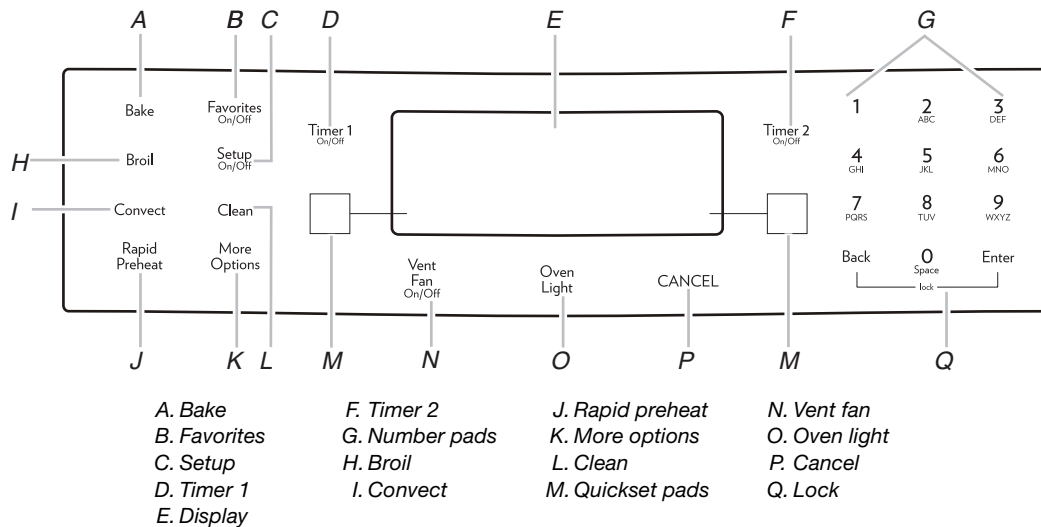 A B C D E F G
Bake
Favorites
On/Off
Timer 1
On/Off
Timer 2
On/Off
1 2 3
ABC DEF
H
Broil
Setup
On/Off
4 5 6
GHI JKL MNO
I
Convect
Clean
7 8 9
PQRS TUV WXYZ
Rapid
Preheat
More
Options
Vent
Fan
On/Off
Oven
Light
CANCEL
Back 0 Enter
Space
lock
J K L M N O P M Q
A. Bake
B. Favorites
C. Setup
D. Timer 1
E. Display
F. Timer 2
G. Number pads
H. Broil
I. Convect
J. Rapid preheat
K. More options
L. Clean
M. Quickset pads
N. Vent fan
O. Oven light
P. Cancel
Q. Lock